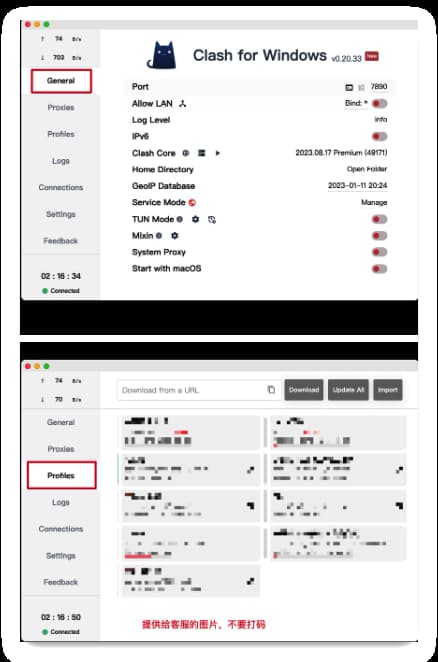 ↑ 74 B/s
↓ 703 B/s
General
Proxies
Profiles
Logs
Connections
Settings
Feedback
02 : 16 : 34
Connected
Clash for Windows v0.20.33
Port 7890
Allow LAN Bind: *
Log Level info
IPv6
Clash Core 2023.08.17 Premium (49171)
Home Directory Open Folder
GeoIP Database 2023-01-11 20:24
Service Mode Manage
TUN Mode
Mixin
System Proxy
Start with macOS
↑ 74 B/s
↓ 70 B/s
General
Proxies
Profiles
Logs
Connections
Settings
Feedback
02 : 16 : 50
Connected
Download from a URL Download Update All Import
提供给客服的图片，不要打码